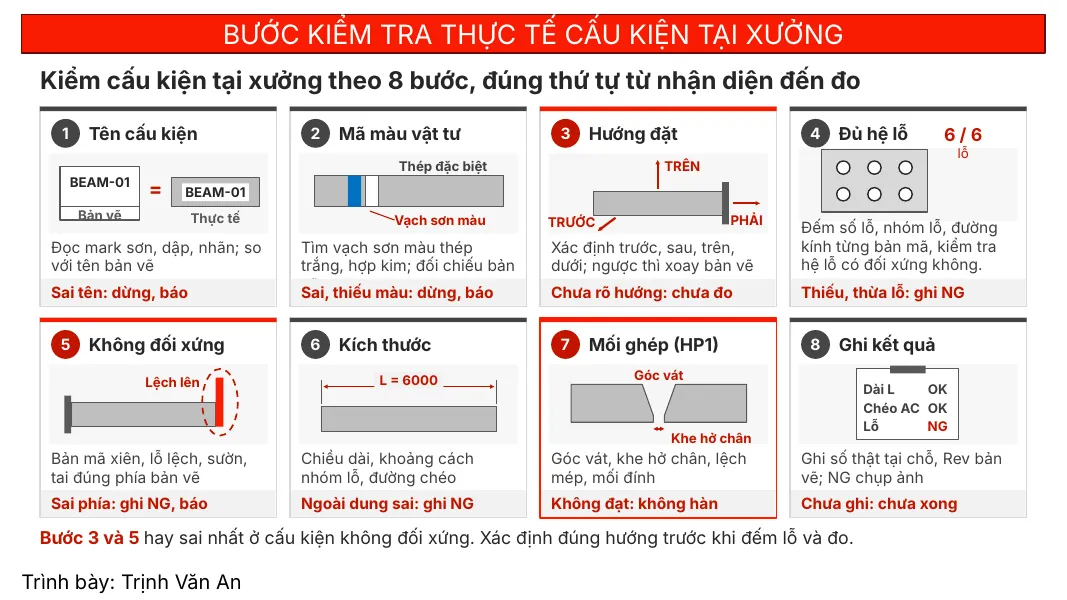 BƯỚC KIỂM TRA THỰC TẾ CẤU KIỆN TẠI XƯỞNG
Kiểm cấu kiện tại xưởng theo 8 bước, đúng thứ tự từ nhận diện đến đo
1 Tên cấu kiện
BEAM-01
Bản vẽ
=
BEAM-01
Thực tế
Đọc mark sơn, dập, nhãn; so
với tên bản vẽ
Sai tên: dừng, báo
2 Mã màu vật tư
Thép đặc biệt
Vạch sơn màu
Tìm vạch sơn màu thép
trắng, hợp kim; đối chiếu bản
Sai, thiếu màu: dừng, báo
3 Hướng đặt
TRÊN
TRƯỚC
PHẢI
Xác định trước, sau, trên,
dưới; ngược thì xoay bản vẽ
Chưa rõ hướng: chưa đo
4 Đủ hệ lỗ
6 / 6
lỗ
Đếm số lỗ, nhóm lỗ, đường
kính từng bản mã, kiểm tra
hệ lỗ có đối xứng không.
Thiếu, thừa lỗ: ghi NG
5 Không đối xứng
Lệch lên
Bản mã xiên, lỗ lệch, sườn,
tai đúng phía bản vẽ
Sai phía: ghi NG, báo
6 Kích thước
L = 6000
Chiều dài, khoảng cách
nhóm lỗ, đường chéo
Ngoài dung sai: ghi NG
7 Mối ghép (HP1)
Góc vát
Khe hở chân
Góc vát, khe hở chân, lệch
mép, mối đính
Không đạt: không hàn
8 Ghi kết quả
Dài L OK
Chéo AC OK
Lỗ NG
Ghi số thật tại chỗ, Rev bản
vẽ; NG chụp ảnh
Chưa ghi: chưa xong
Bước 3 và 5 hay sai nhất ở cấu kiện không đối xứng. Xác định đúng hướng trước khi đếm lỗ và đo.
Trình bày: Trịnh Văn An